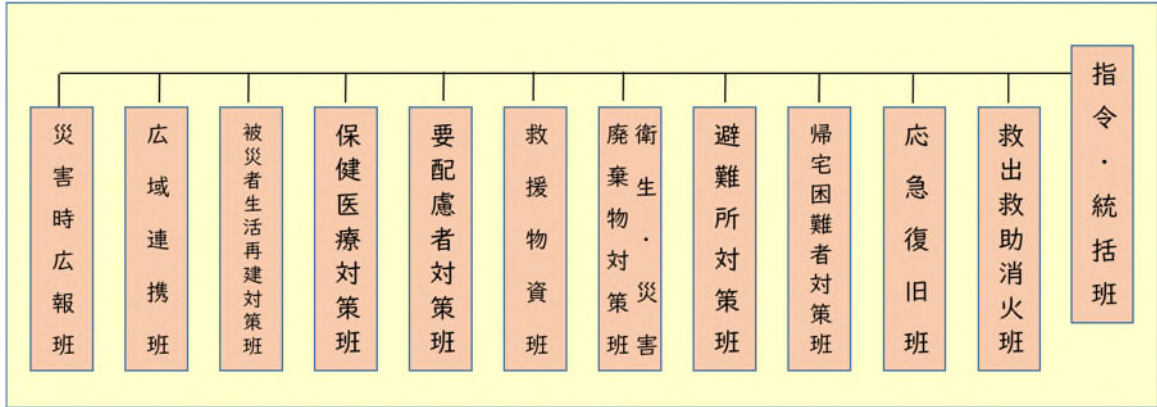 指令・統括班
救出救助消火班
応急復旧班
帰宅困難者対策班
避難所対策班
衛生・災害
廃棄物対策班
救援物資班
要配慮者対策班
保健医療対策班
被災者生活再建対策班
広域連携班
災害時広報班